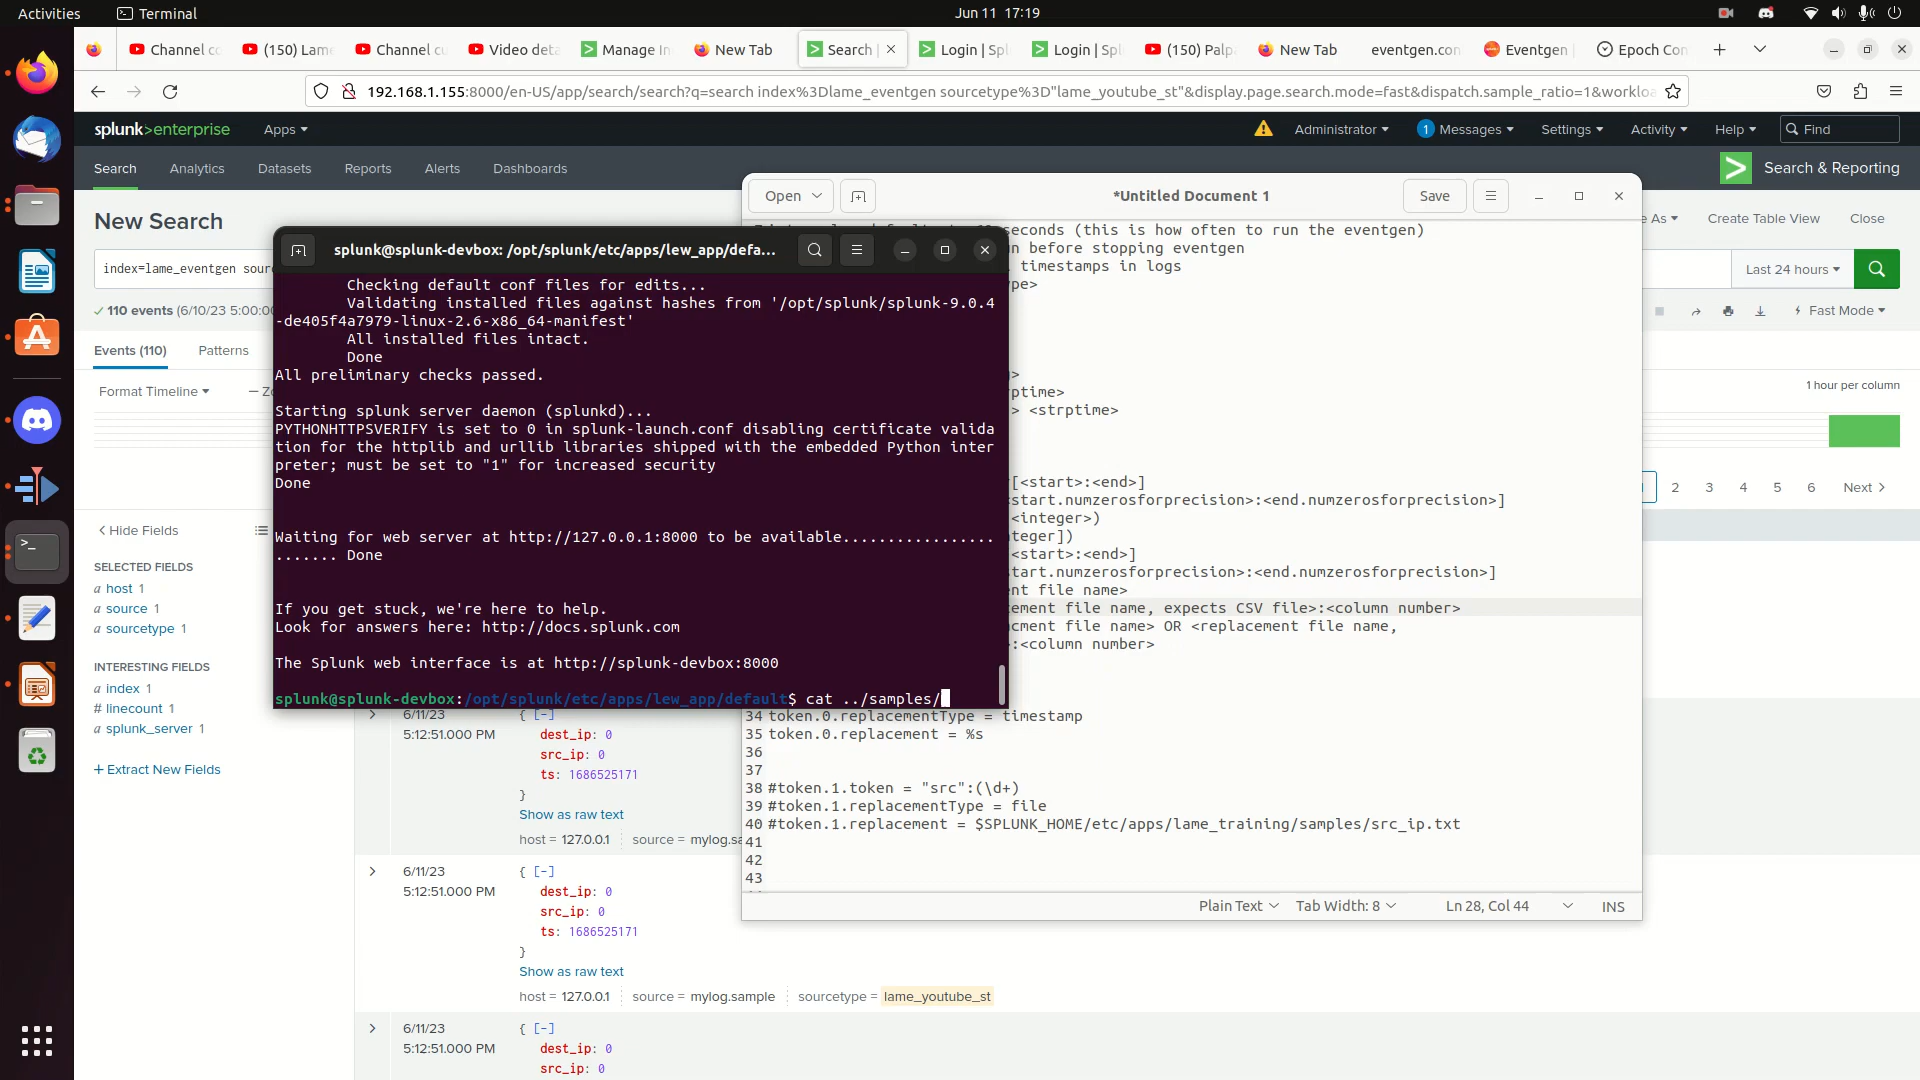 Activities
Terminal
Jun 11 17:19
Channel c
(150) Lam
Channel cu
Video deta
Manage In
New Tab
Search |
Login | Spl
Login | Spl
(150) Palpa
New Tab
eventgen.con
Eventgen
Epoch Con
192.168.1.155:8000/en-US/app/search/search?q=search index%3Dlame_eventgen sourcetype%3D"lame_youtube_st"&display.page.search.mode=fast&dispatch.sample_ratio=1&workloa
splunk>enterprise
Apps
Administrator
1
Messages
Settings
Activity
Help
Find
Search
Analytics
Datasets
Reports
Alerts
Dashboards
Search & Reporting
New Search
As
Create Table View
Close
index=lame_eventgen sourc
Last 24 hours
110 events (6/10/23 5:00:00
Fast Mode
Events (110)
Patterns
Format Timeline
— Zo
1 hour per column
2
3
4
5
6
Next
Hide Fields
SELECTED FIELDS
a host 1
a source 1
a sourcetype 1
INTERESTING FIELDS
a index 1
# linecount 1
a splunk_server 1
+ Extract New Fields
Open
*Untitled Document 1
Save
seconds (this is how often to run the eventgen)
un before stopping eventgen
timestamps in logs
ype>
>
rptime>
> <strptime>
[<start>:<end>]
start.numzerosforprecision>:<end.numzerosforprecision>]
<integer>)
nteger])
<start>:<end>]
start.numzerosforprecision>:<end.numzerosforprecision>]
ent file name>
cement file name, expects CSV file>:<column number>
acment file name> OR <replacement file name,
:<column number>
34 token.0.replacementType = timestamp
35 token.0.replacement = %s
36
37
38 #token.1.token = "src":(\d+)
39 #token.1.replacementType = file
40 #token.1.replacement = $SPLUNK_HOME/etc/apps/lame_training/samples/src_ip.txt
41
42
43
Plain Text
Tab Width: 8
Ln 28, Col 44
INS
splunk@splunk-devbox: /opt/splunk/etc/apps/lew_app/defa...
Checking default conf files for edits...
Validating installed files against hashes from '/opt/splunk/splunk-9.0.4
-de405f4a7979-linux-2.6-x86_64-manifest'
All installed files intact.
Done
All preliminary checks passed.
Starting splunk server daemon (splunkd)...
PYTHONHTTPSVERIFY is set to 0 in splunk-launch.conf disabling certificate valida
tion for the httplib and urllib libraries shipped with the embedded Python inter
preter; must be set to "1" for increased security
Done
Waiting for web server at http://127.0.0.1:8000 to be available.................
....... Done
If you get stuck, we're here to help.
Look for answers here: http://docs.splunk.com
The Splunk web interface is at http://splunk-devbox:8000
splunk@splunk-devbox:/opt/splunk/etc/apps/lew_app/default$ cat ../samples/
6/11/23
5:12:51.000 PM
{ [-]
dest_ip: 0
src_ip: 0
ts: 1686525171
}
Show as raw text
host = 127.0.0.1
source = mylog.sa
6/11/23
5:12:51.000 PM
{ [-]
dest_ip: 0
src_ip: 0
ts: 1686525171
}
Show as raw text
host = 127.0.0.1
source = mylog.sample
sourcetype = lame_youtube_st
6/11/23
5:12:51.000 PM
{ [-]
dest_ip: 0
src_ip: 0